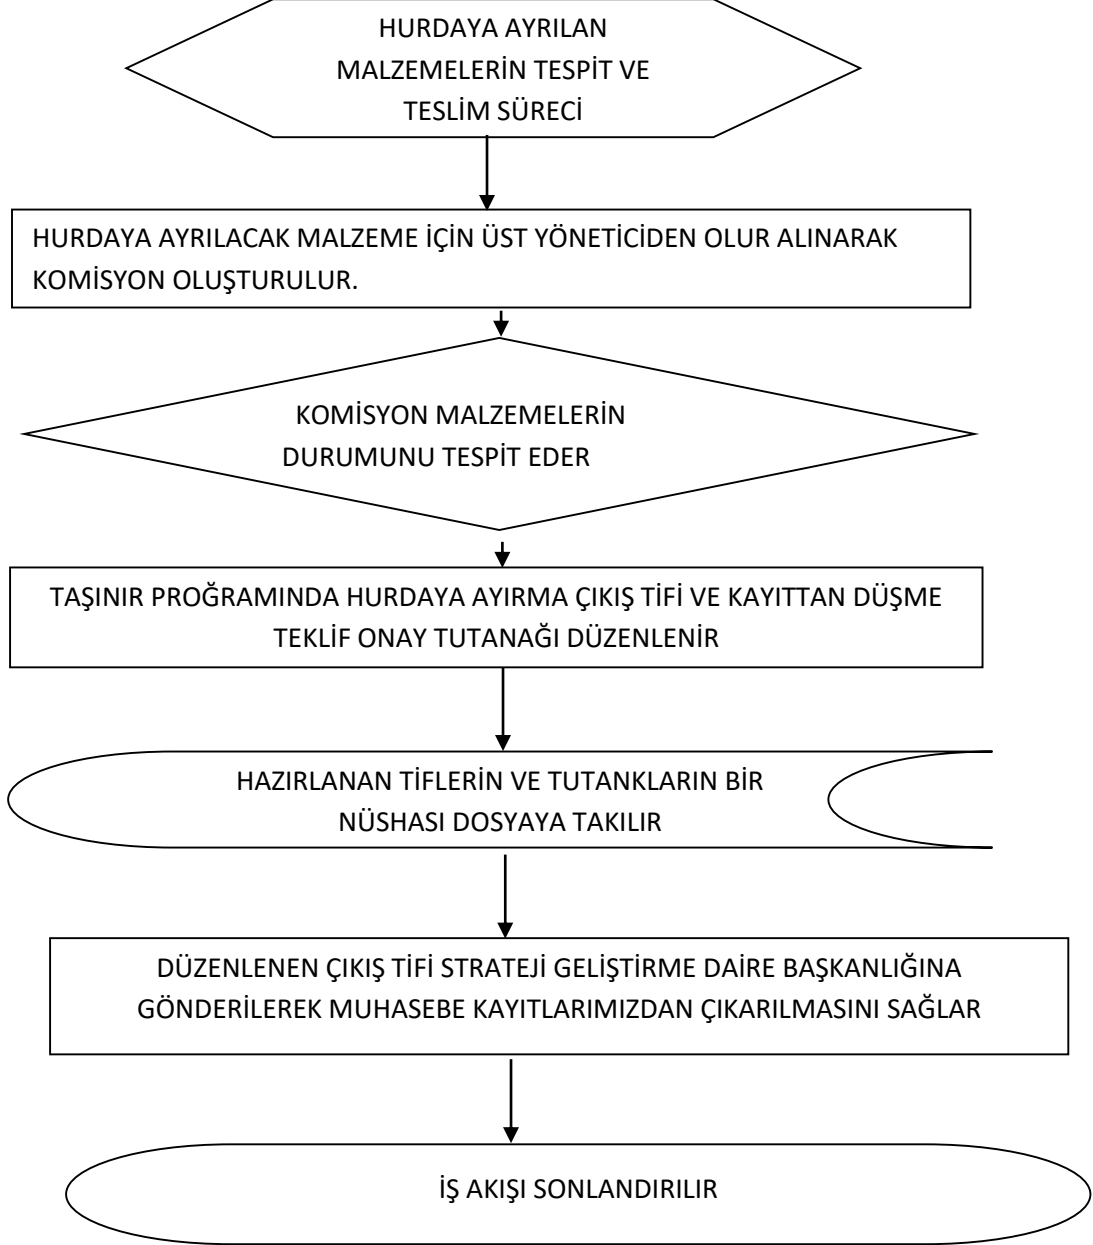 HURDAYA AYRILAN
MALZEMELERİN TESPİT VE
TESLİM SÜRECİ
HURDAYA AYRILACAK MALZEME İÇİN ÜST YÖNETİCİDEN OLUR ALINARAK
KOMİSYON OLUŞTURULUR.
KOMİSYON MALZEMELERİN
DURUMUNU TESPİT EDER
TAŞINIR PROĞRAMINDA HURDAYA AYIRMA ÇIKIŞ TİFİ VE KAYITTAN DÜŞME
TEKLİF ONAY TUTANAĞI DÜZENLENİR
HAZIRLANAN TİFLERİN VE TUTANKLARIN BİR
NÜSHASI DOSYAYA TAKILIR
DÜZENLENEN ÇIKIŞ TİFİ STRATEJİ GELİŞTİRME DAİRE BAŞKANLIĞINA
GÖNDERİLEREK MUHASEBE KAYITLARIMIZDAN ÇIKARILMASINI SAĞLAR
İŞ AKIŞI SONLANDIRILIR